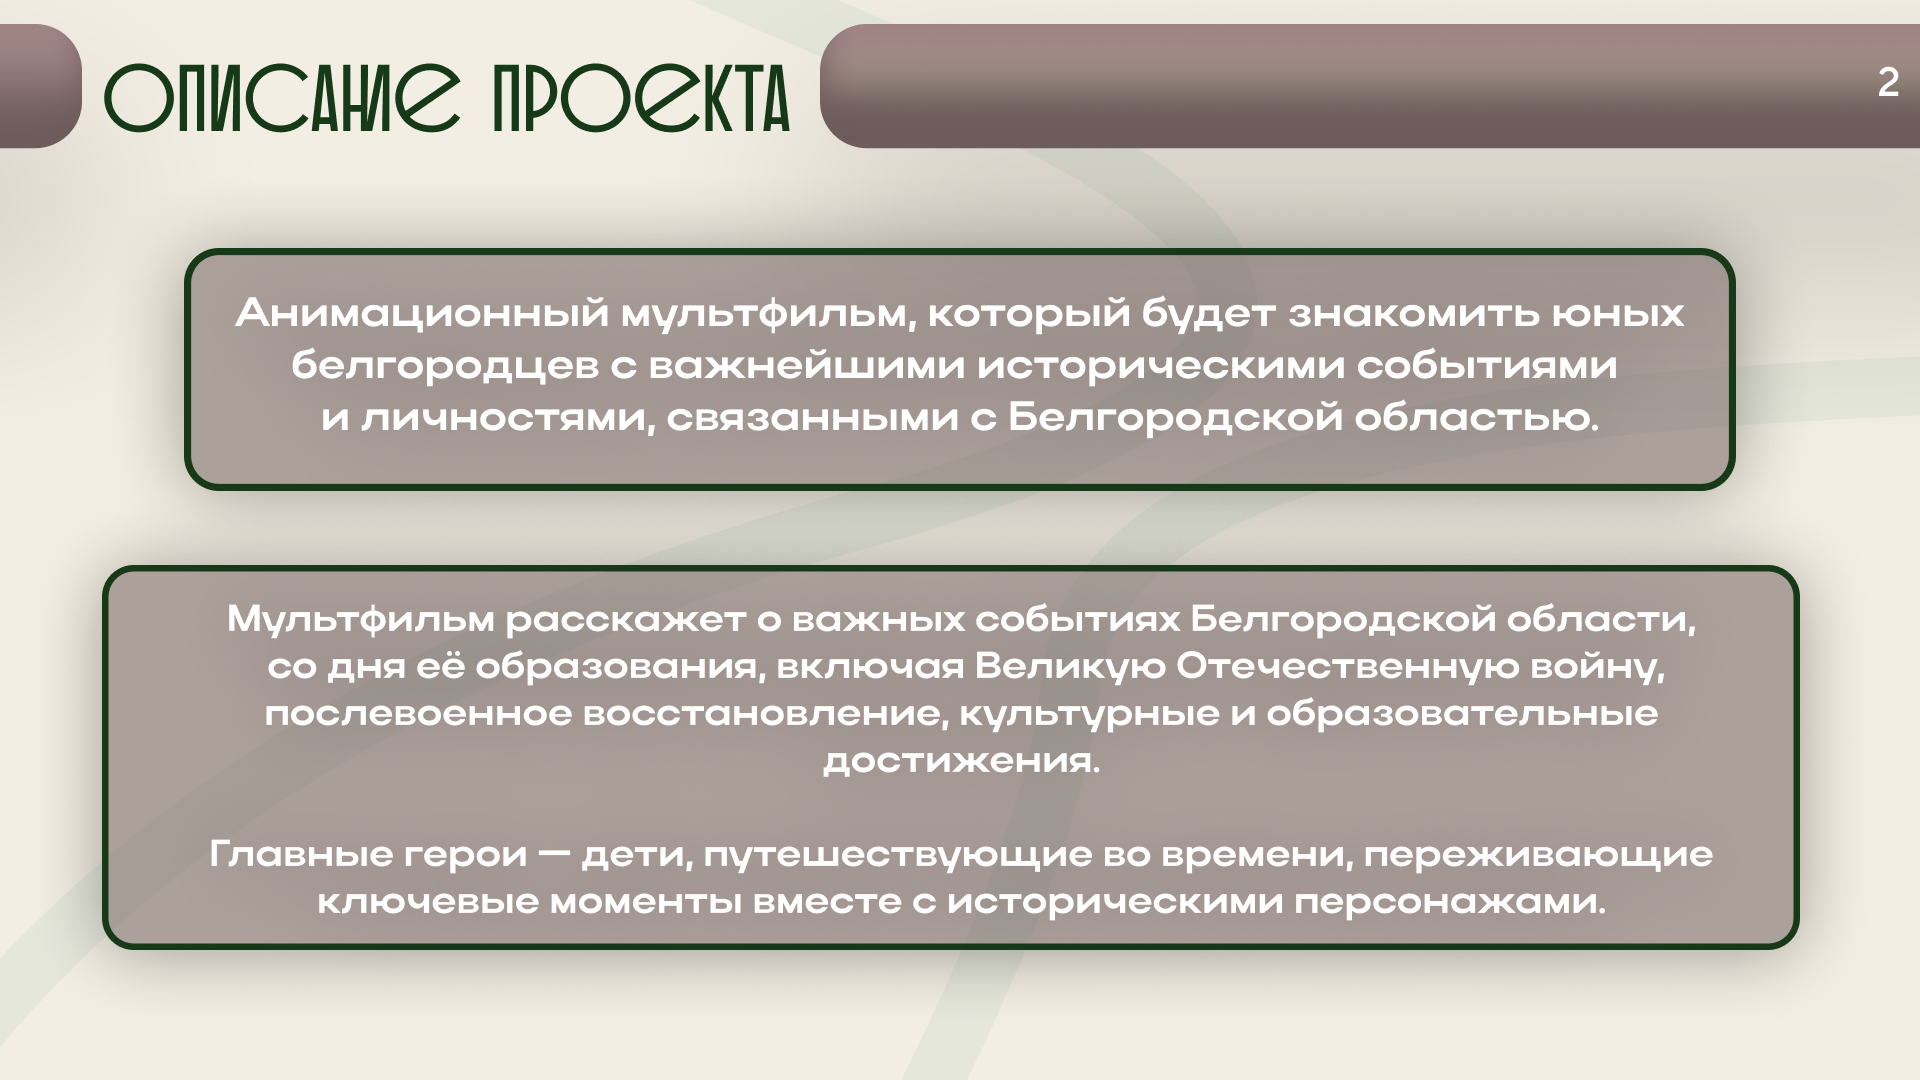 ОПИСАНИЕ ПРОЕКТА
2
Анимационный мультфильм, который будет знакомить юных
белгородцев с важнейшими историческими событиями
и личностями, связанными с Белгородской областью.
Мультфильм расскажет о важных событиях Белгородской области,
со дня её образования, включая Великую Отечественную войну,
послевоенное восстановление, культурные и образовательные
достижения.
Главные герои — дети, путешествующие во времени, переживающие
ключевые моменты вместе с историческими персонажами.